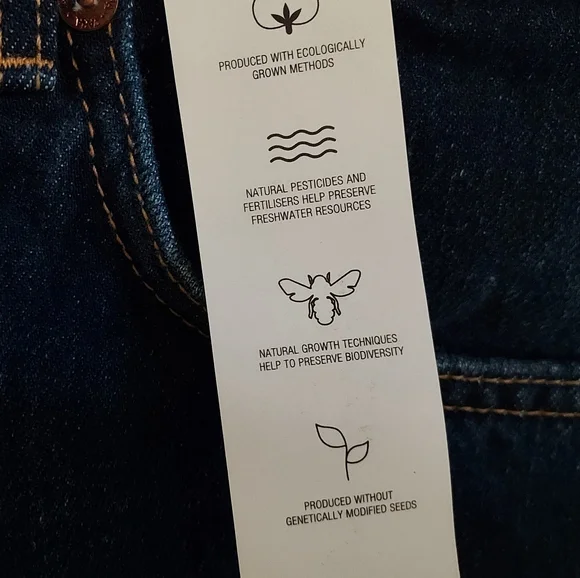 PRODUCED WITH ECOLOGICALLY
GROWN METHODS
NATURAL PESTICIDES AND
FERTILISERS HELP PRESERVE
FRESHWATER RESOURCES
NATURAL GROWTH TECHNIQUES
HELP TO PRESERVE BIODIVERSITY
PRODUCED WITHOUT
GENETICALLY MODIFIED SEEDS